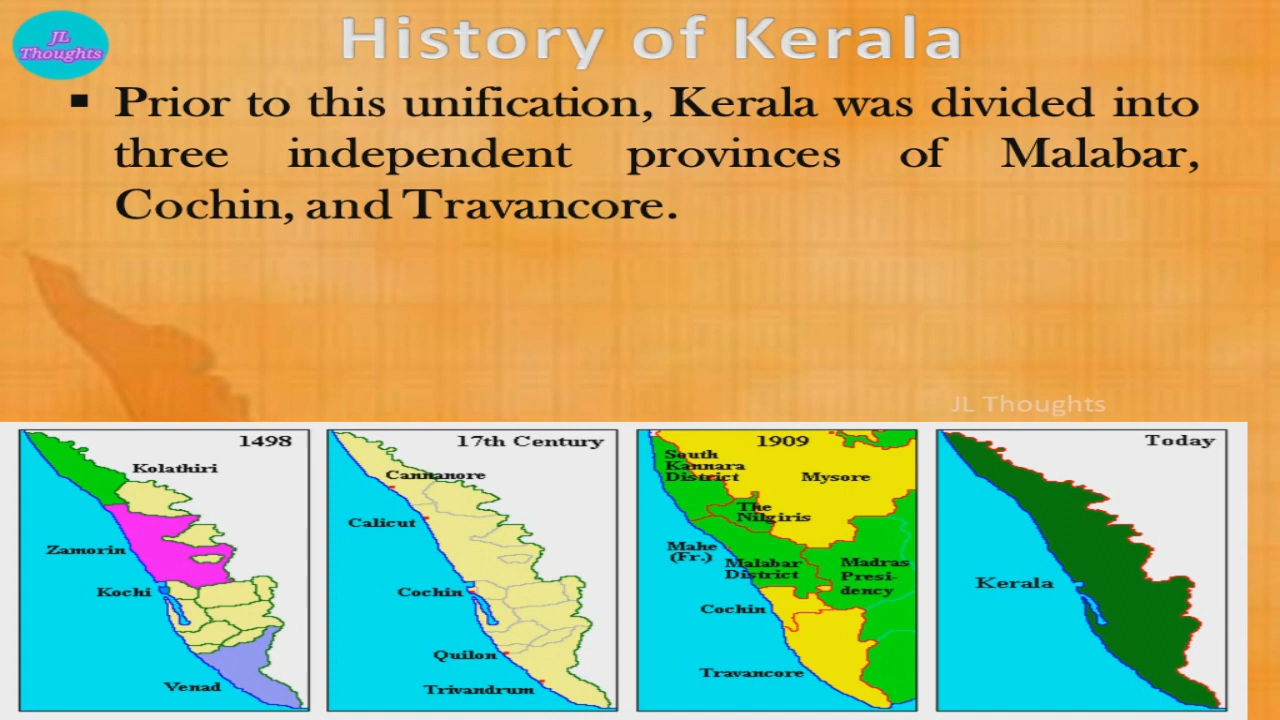 JL
Thoughts
History of Kerala
▪ Prior to this unification, Kerala was divided into
three independent provinces of Malabar,
Cochin, and Travancore.
JL Thoughts
1498
Kolathiri
Zamorin
Kochi
Venad
17th Century
Cannanore
Calicut
Cochin
Quilon
Trivandrum
1909
South
Kannara
District
Mysore
The
Nilgiris
Mahe
(Fr.)
Malabar
District
Madras
Presi-
dency
Cochin
Travancore
Today
Kerala